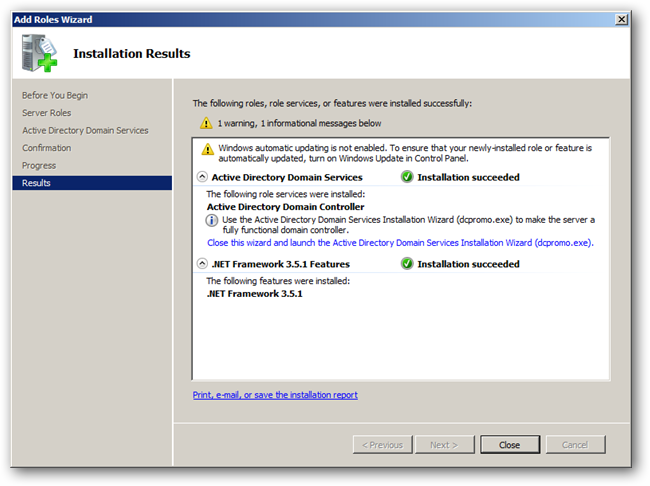 Add Roles Wizard
Installation Results
Before You Begin
Server Roles
Active Directory Domain Services
Confirmation
Progress
Results
The following roles, role services, or features were installed successfully:
1 warning, 1 informational messages below
Windows automatic updating is not enabled. To ensure that your newly-installed role or feature is
automatically updated, turn on Windows Update in Control Panel.
Active Directory Domain Services Installation succeeded
The following role services were installed:
Active Directory Domain Controller
Use the Active Directory Domain Services Installation Wizard (dcpromo.exe) to make the server a
fully functional domain controller.
Close this wizard and launch the Active Directory Domain Services Installation Wizard (dcpromo.exe).
.NET Framework 3.5.1 Features Installation succeeded
The following features were installed:
.NET Framework 3.5.1
Print, e-mail, or save the installation report
< Previous Next > Close Cancel